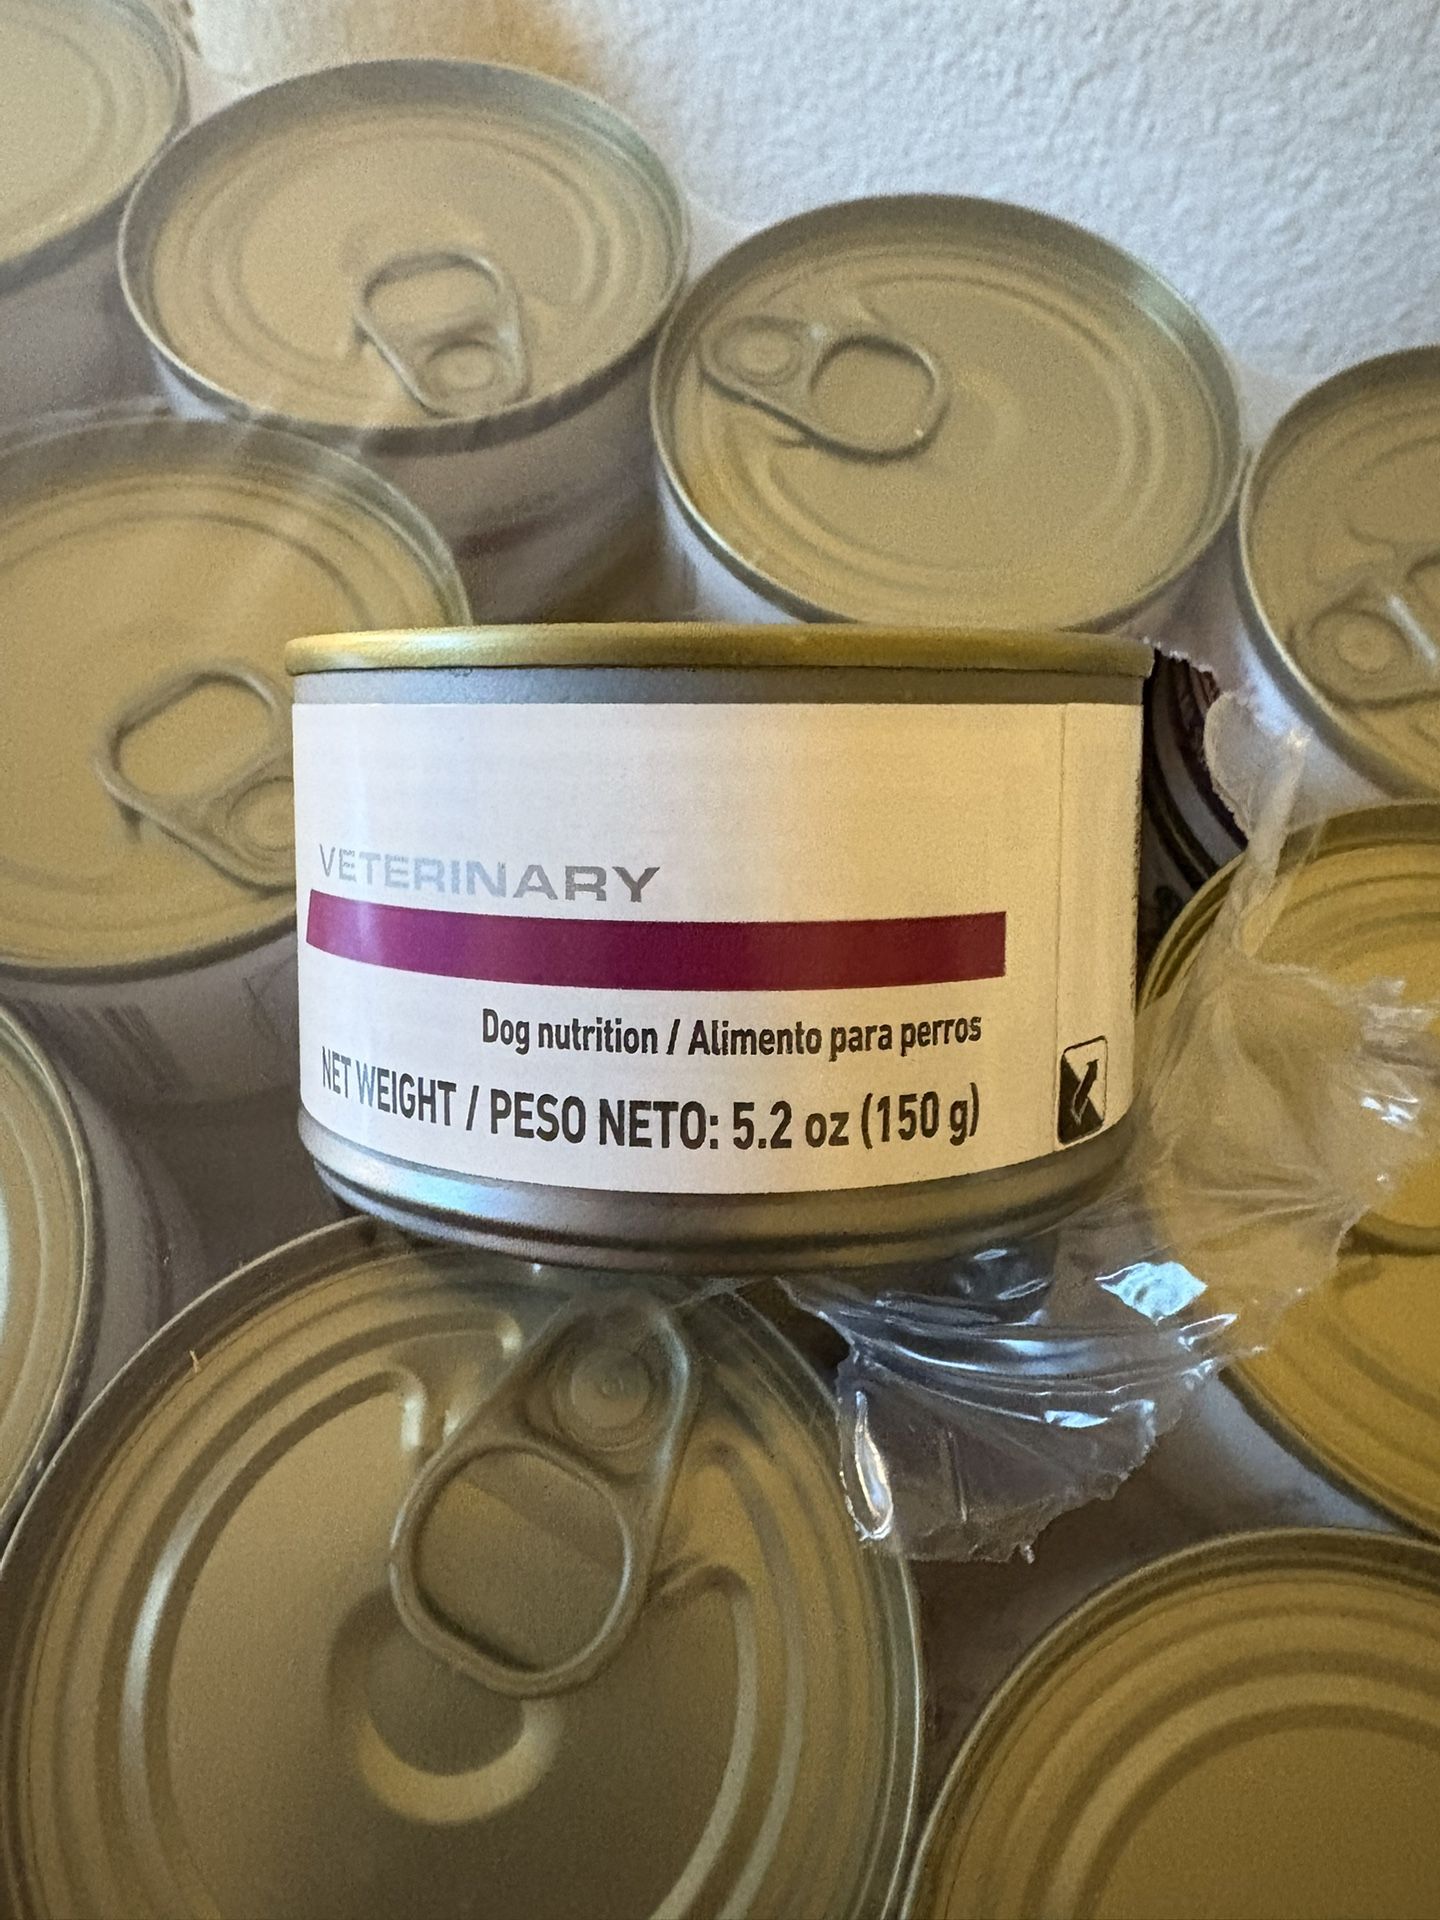 VETERINARY
Dog nutrition / Alimento para perros
NET WEIGHT / PESO NETO: 5.2 oz (150 g)